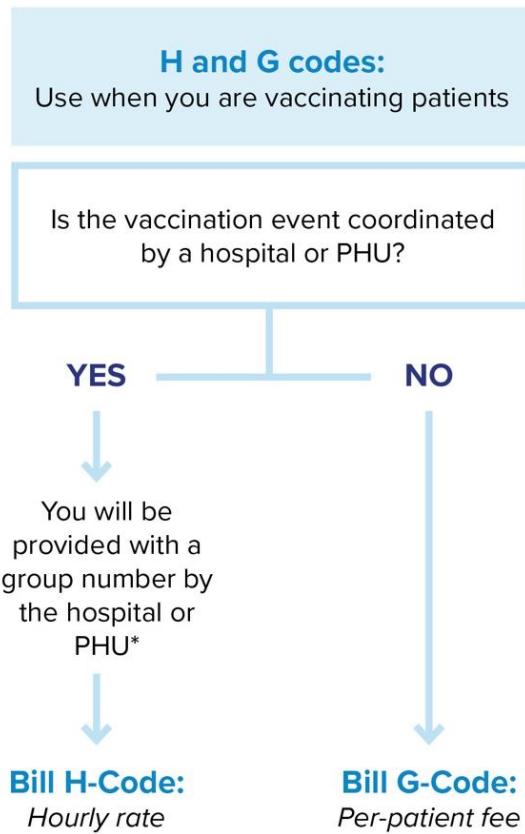 H and G codes:
Use when you are vaccinating patients
Is the vaccination event coordinated
by a hospital or PHU?
YES
NO
You will be
provided with a
group number by
the hospital or
PHU*
Bill H-Code:
Hourly rate
Bill G-Code:
Per-patient fee